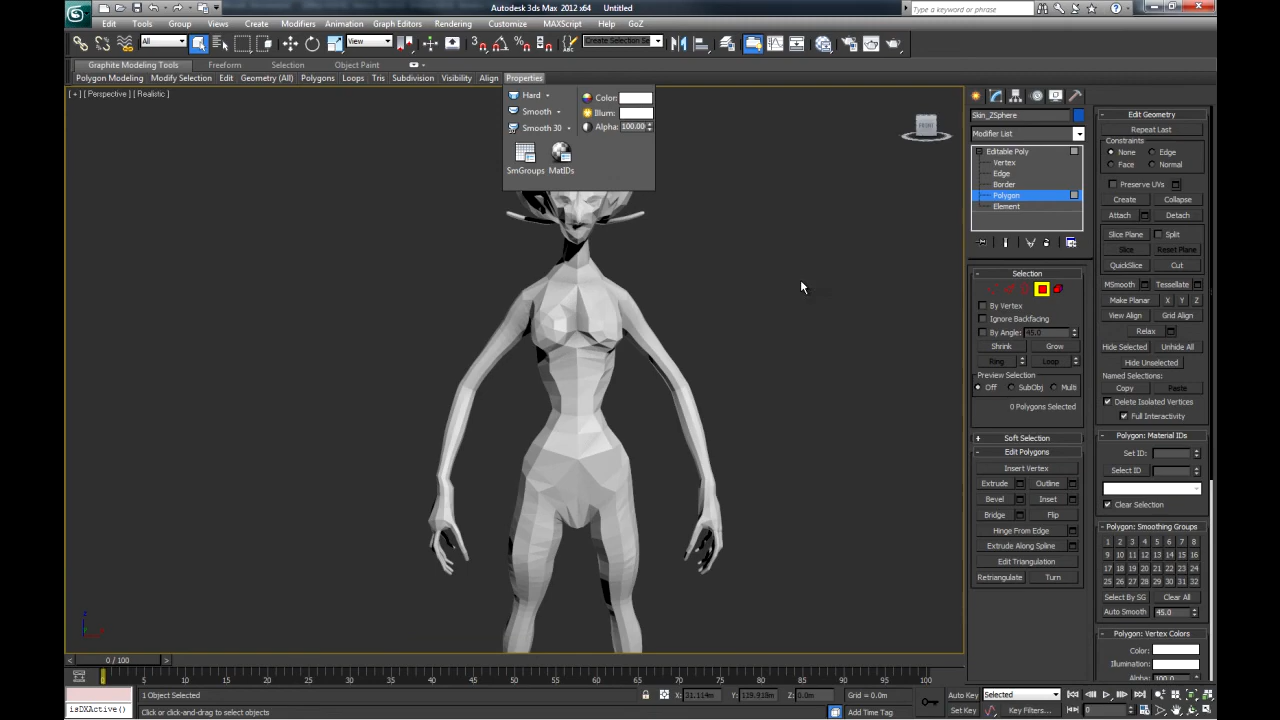 Autodesk 3ds Max 2012 x64 Untitled
Type a keyword or phrase
Edit Tools Group Views Create Modifiers Animation Graph Editors Rendering Customize MAXScript Help GoZ
All View Create Selection Se
Graphite Modeling Tools Freeform Selection Object Paint
Polygon Modeling Modify Selection Edit Geometry (All) Polygons Loops Tris Subdivision Visibility Align Properties
[ + ] [ Perspective ] [ Realistic ]
Hard
Smooth
Smooth 30
Color:
Illum:
Alpha: 100.00
SmGroups MatIDs
FRONT
Skin_ZSphere
Modifier List
Editable Poly
Vertex
Edge
Border
Polygon
Element
Selection
By Vertex
Ignore Backfacing
By Angle: 45.0
Shrink Grow
Ring Loop
Preview Selection
Off SubObj Multi
0 Polygons Selected
Soft Selection
Edit Polygons
Insert Vertex
Extrude Outline
Bevel Inset
Bridge Flip
Hinge From Edge
Extrude Along Spline
Edit Triangulation
Retriangulate Turn
Edit Geometry
Repeat Last
Constraints
None Edge
Face Normal
Preserve UVs
Create Collapse
Attach Detach
Slice Plane Split
Slice Reset Plane
QuickSlice Cut
MSmooth Tessellate
Make Planar X Y Z
View Align Grid Align
Relax
Hide Selected Unhide All
Hide Unselected
Named Selections:
Copy Paste
Delete Isolated Vertices
Full Interactivity
Polygon: Material IDs
Set ID:
Select ID
Clear Selection
Polygon: Smoothing Groups
1 2 3 4 5 6 7 8
9 10 11 12 13 14 15 16
17 18 19 20 21 22 23 24
25 26 27 28 29 30 31 32
Select By SG Clear All
Auto Smooth 45.0
Polygon: Vertex Colors
Color:
Illumination:
Alpha: 100.0
z
0 / 100
5 10 15 20 25 30 35 40 45 50 55 60 65 70 75 80 85 90 95 100
1 Object Selected X: 31.114m Y: 119.918m Z: 0.0m Grid = 0.0m Auto Key Selected
isDXActive() Click or click-and-drag to select objects Add Time Tag Set Key Key Filters... 0